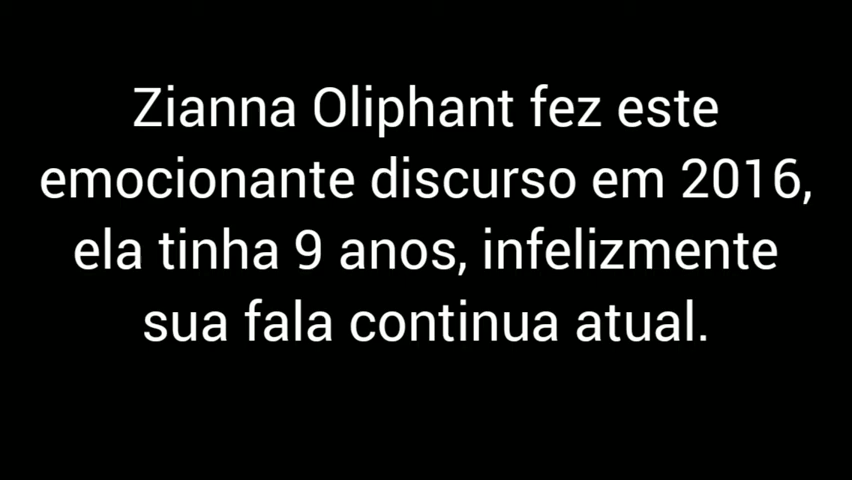 Zianna Oliphant fez este
emocionante discurso em 2016,
ela tinha 9 anos, infelizmente
sua fala continua atual.